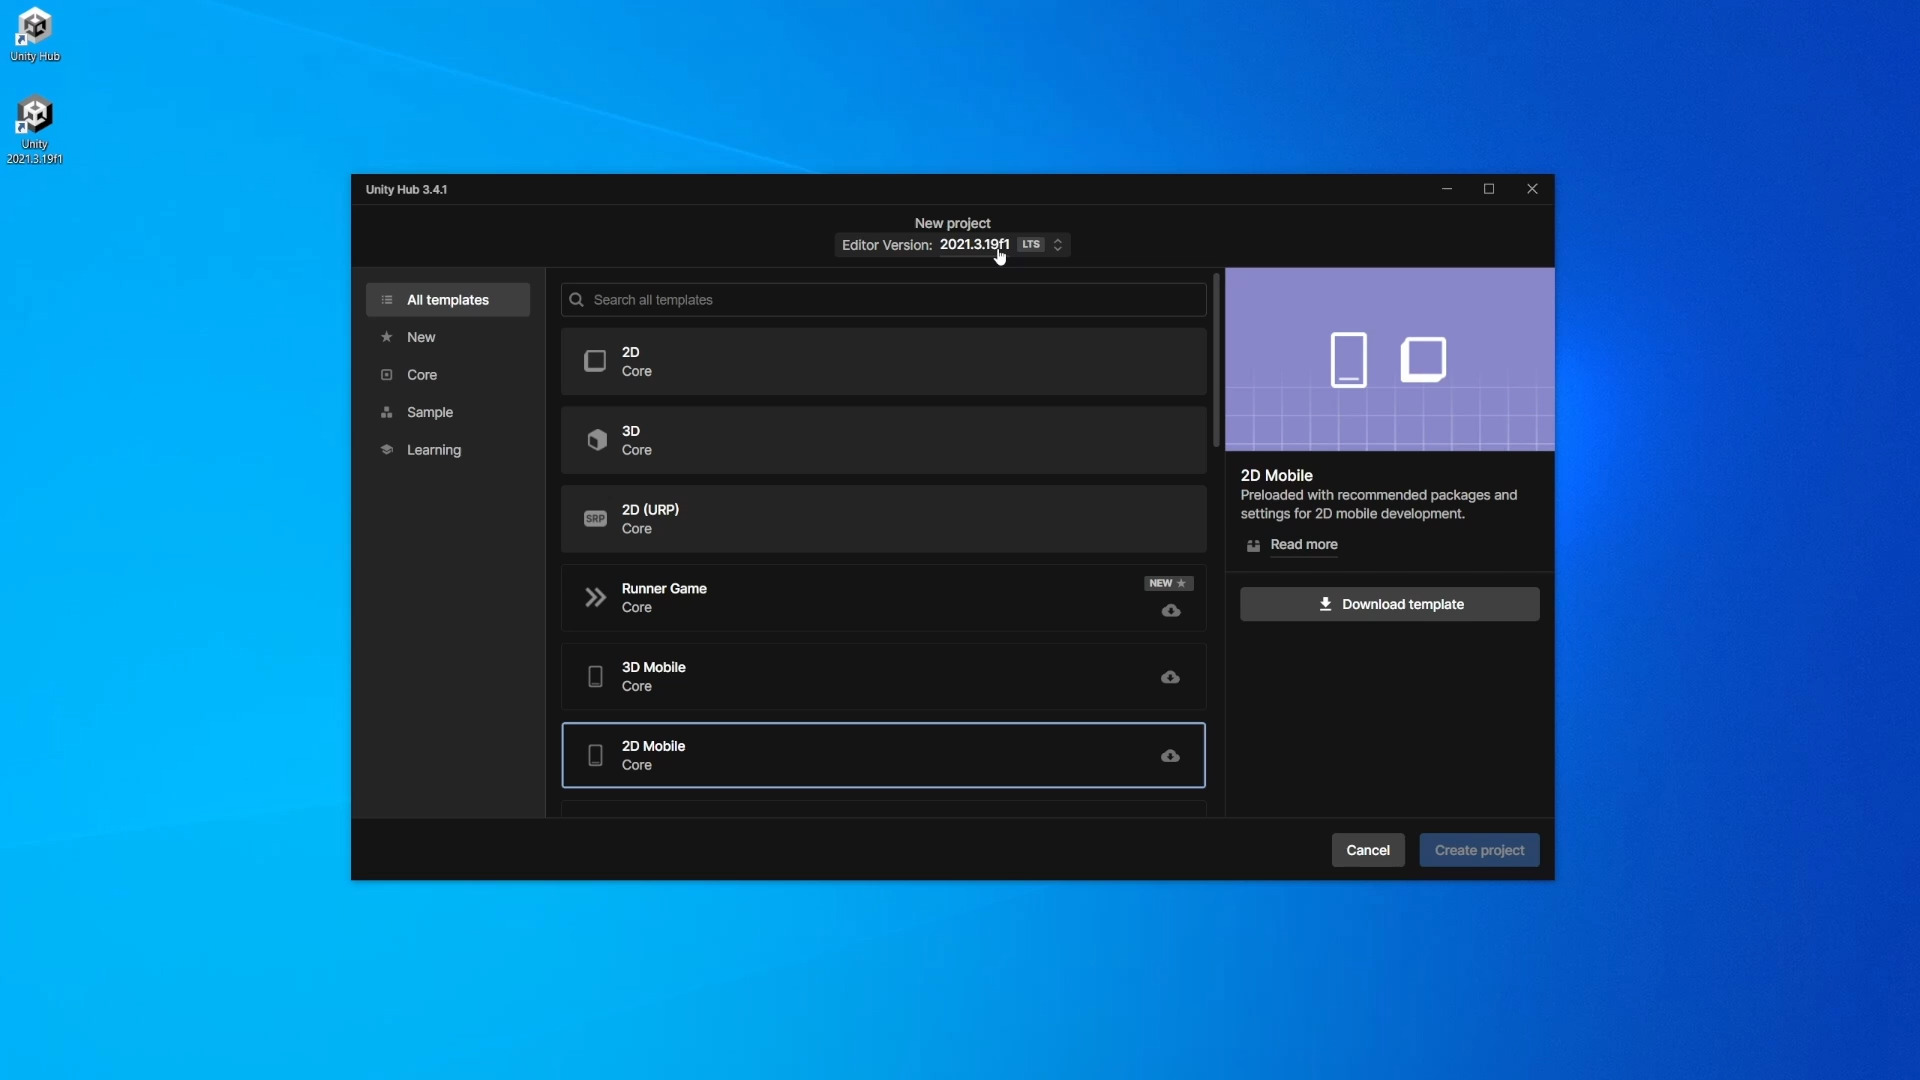 Unity Hub
Unity
2021.3.19f1
Unity Hub 3.4.1
New project
Editor Version: 2021.3.19f1 LTS
All templates
New
Core
Sample
Learning
Search all templates
2D
Core
3D
Core
SRP
2D (URP)
Core
Runner Game
Core
NEW
3D Mobile
Core
2D Mobile
Core
2D Mobile
Preloaded with recommended packages and
settings for 2D mobile development.
Read more
Download template
Cancel
Create project